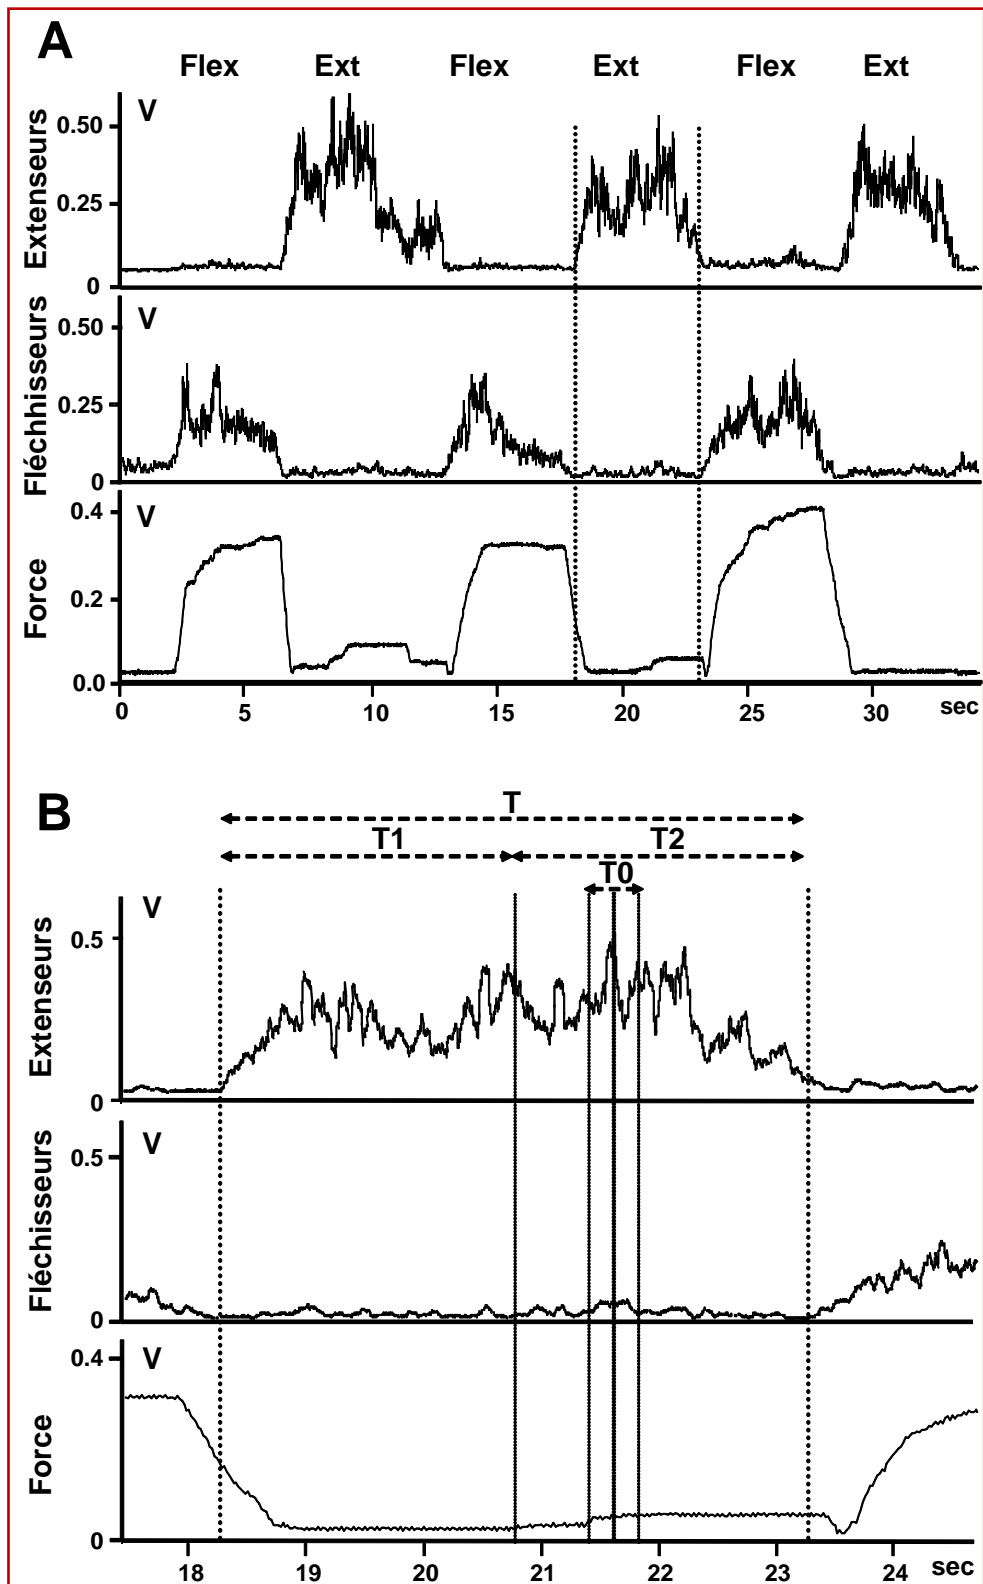 A
Flex Ext Flex Ext Flex Ext
V
Extenseurs
0.50
0.25
0
V
Fléchisseurs
0.50
0.25
0
V
Force
0.4
0.2
0.0
0 5 10 15 20 25 30 sec
B
T
T1 T2
T0
V
Extenseurs
0.5
0
V
Fléchisseurs
0.5
0
V
Force
0.4
0
18 19 20 21 22 23 24 sec